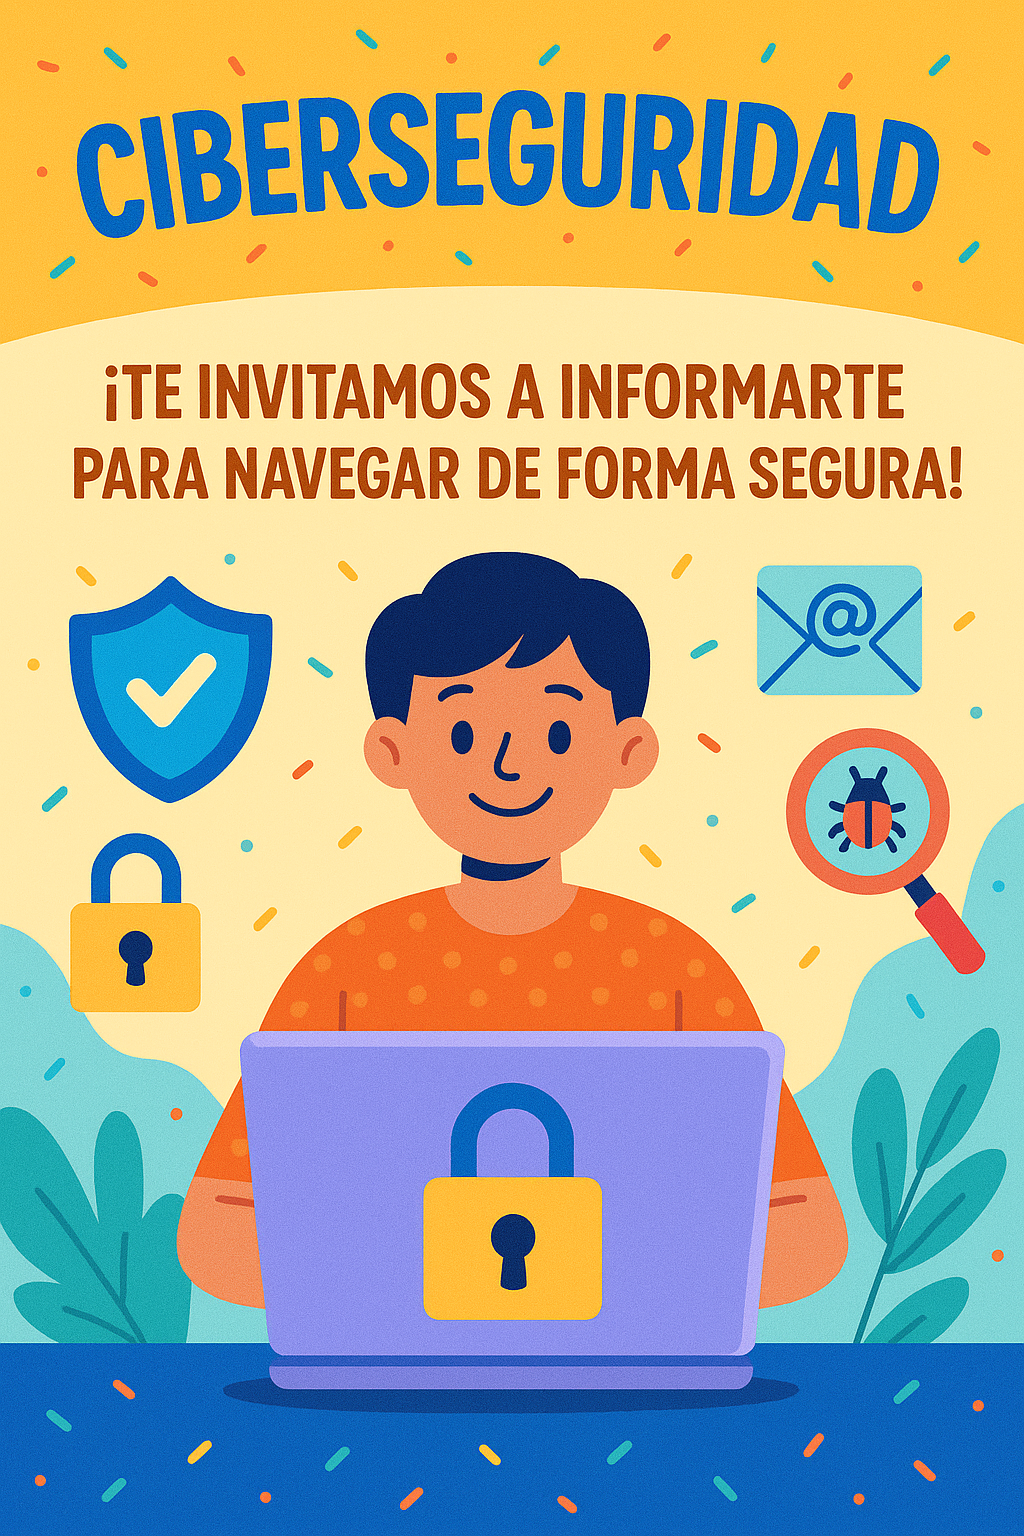 CIBERSEGURIDAD
¡TE INVITAMOS A INFORMARTE
PARA NAVEGAR DE FORMA SEGURA!
@